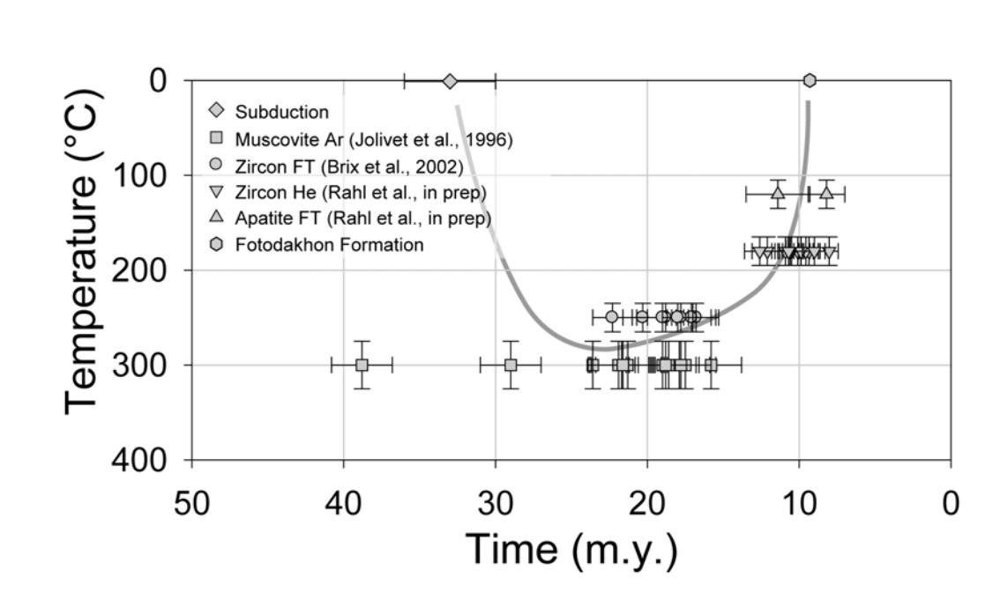 0
Subduction
Muscovite Ar (Jolivet et al., 1996)
Zircon FT (Brix et al., 2002)
100
Zircon He (Rahl et al., in prep)
Apatite FT (Rahl et al., in prep)
Fotodakhon Formation
200
300
400
Temperature (°C)
50 40 30 20 10 0
Time (m.y.)